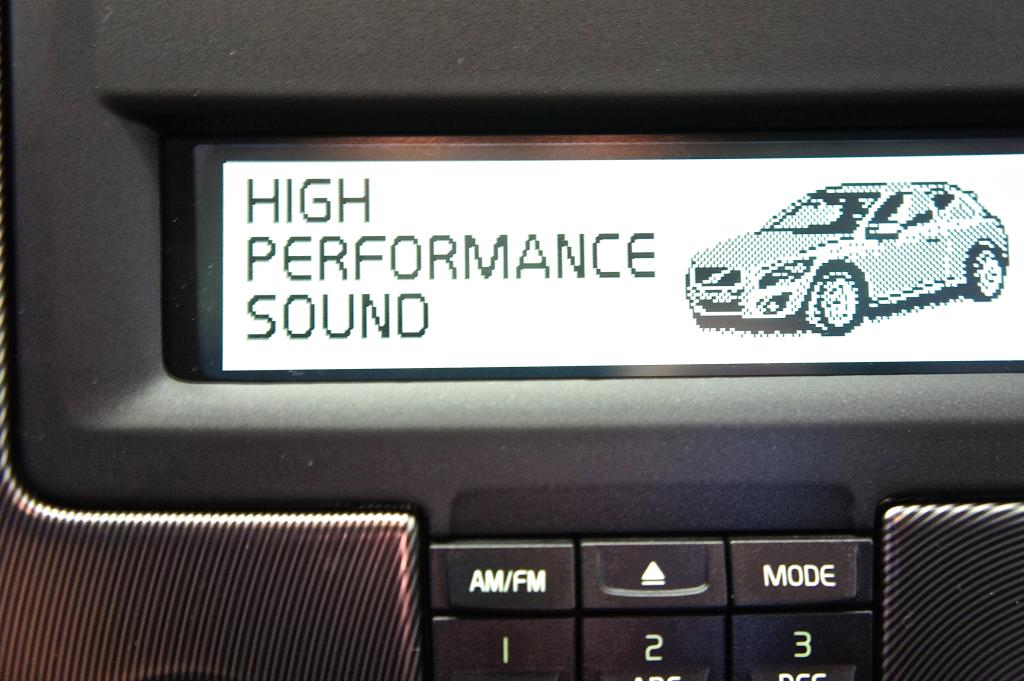 HIGH
PERFORMANCE
SOUND
AM/FM
MODE
1 2 3